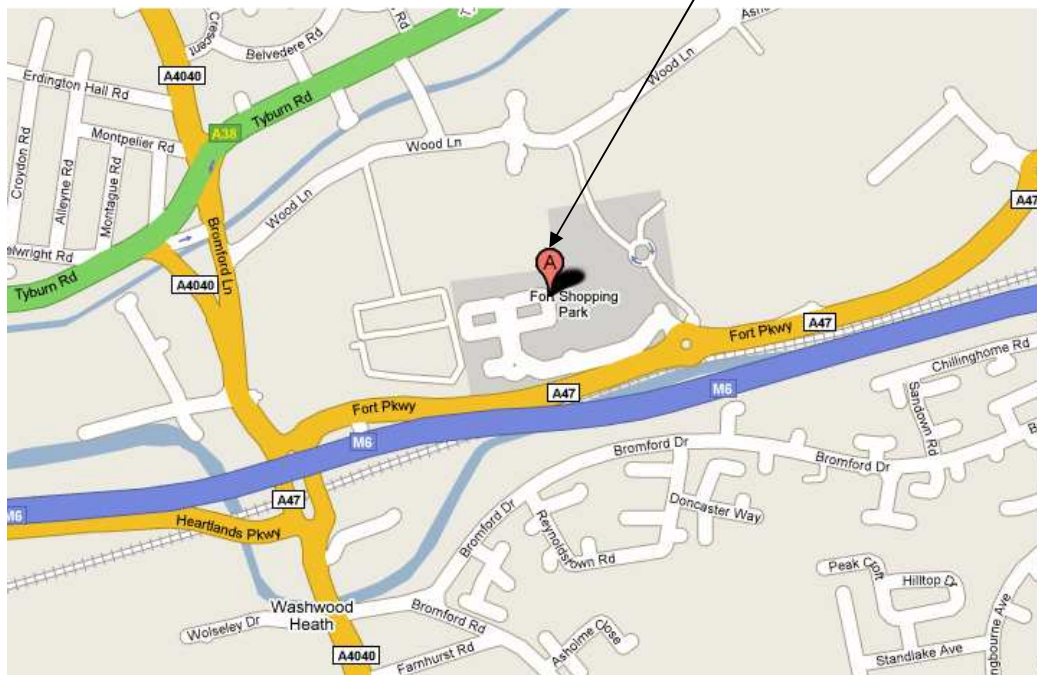 Crescent
Belvedere Rd
Wood Ln
A4040
Erdington Hall Rd
Tyburn Rd
A38
Montpelier Rd
Wood Ln
Croydon Rd
Alleyne Rd
Montague Rd
Wood Ln
A47
Bromford Ln
elwright Rd
A4040
Tyburn Rd
A
Fort Shopping
Park
Fort Pkwy
A47
Chillinghome Rd
A47
M6
Sandown Rd
Fort Pkwy
M6
Bromford Dr
Bromford Dr
A47
M6
Doncaster Way
Heartlands Pkwy
Bromford Dr
Reynoldstown Rd
Peak Croft
Hilltop Dr
Washwood
Heath
Bromford Rd
Wolseley Dr
Asholme Close
Farnhurst Rd
A4040
Standlake Ave
ngbourne Ave